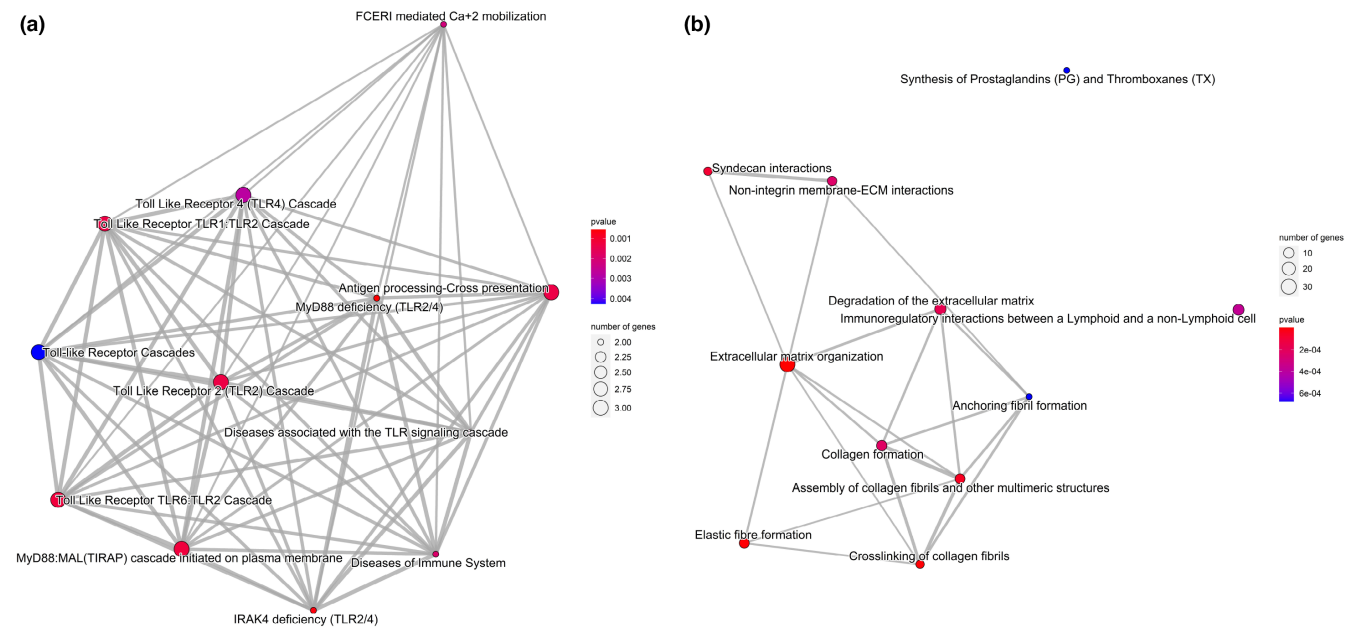 (a)
FCERI mediated Ca+2 mobilization
Toll Like Receptor 4 (TLR4) Cascade
Toll Like Receptor TLR1:TLR2 Cascade
Antigen processing-Cross presentation
MyD88 deficiency (TLR2/4)
Toll-like Receptor Cascades
Toll Like Receptor 2 (TLR2) Cascade
Diseases associated with the TLR signaling cascade
Toll Like Receptor TLR6:TLR2 Cascade
MyD88:MAL(TIRAP) cascade initiated on plasma membrane
Diseases of Immune System
IRAK4 deficiency (TLR2/4)
pvalue
0.001
0.002
0.003
0.004
number of genes
2.00
2.25
2.50
2.75
3.00
(b)
Synthesis of Prostaglandins (PG) and Thromboxanes (TX)
Syndecan interactions
Non-integrin membrane-ECM interactions
Degradation of the extracellular matrix
Immunoregulatory interactions between a Lymphoid and a non-Lymphoid cell
Extracellular matrix organization
Anchoring fibril formation
Collagen formation
Assembly of collagen fibrils and other multimeric structures
Elastic fibre formation
Crosslinking of collagen fibrils
number of genes
10
20
30
pvalue
2e-04
4e-04
6e-04